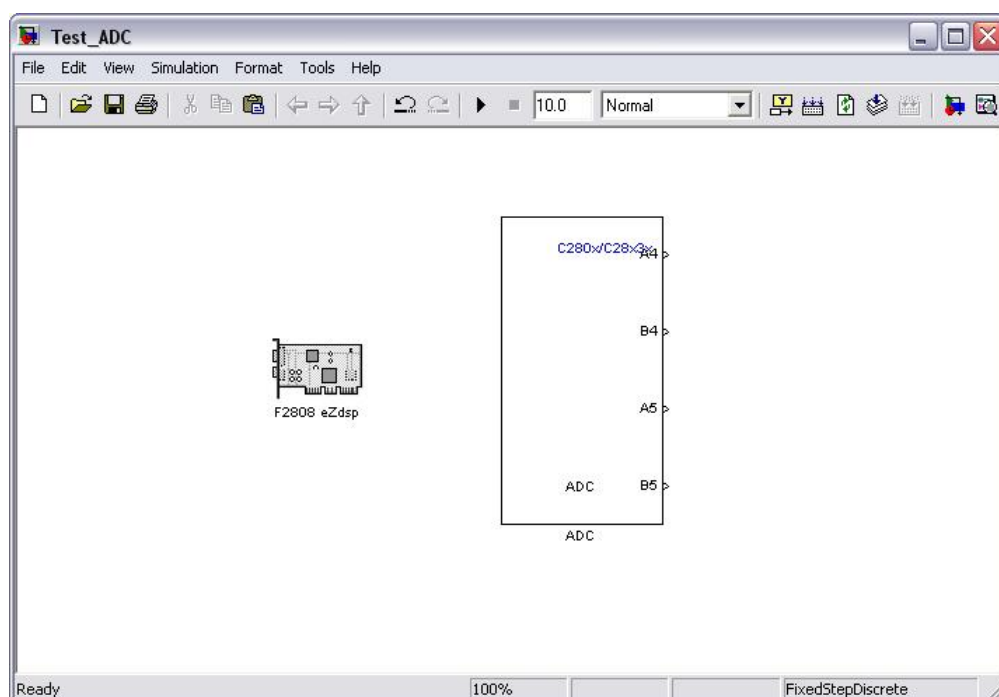 Test_ADC
File Edit View Simulation Format Tools Help
10.0 Normal
C280x/C28x3x
A4
B4
F2808 eZdsp
A5
ADC B5
ADC
Ready 100% FixedStepDiscrete